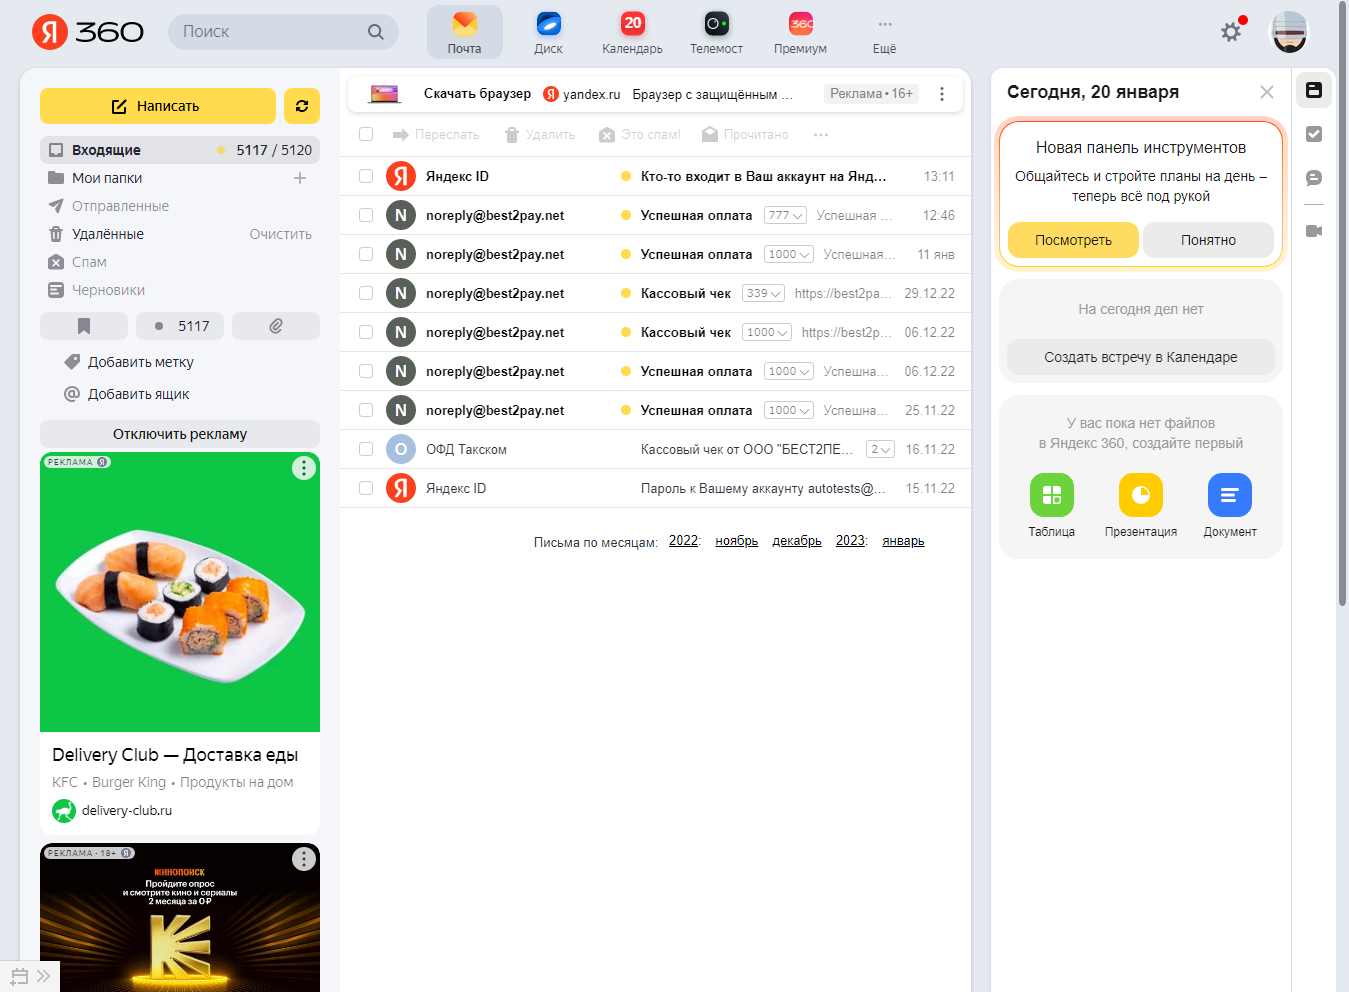 Я 360
Поиск
Почта
Диск
20
Календарь
Телемост
360
Премиум
Ещё
Написать
Входящие
5117 / 5120
Мои папки
Отправленные
Удалённые
Очистить
Спам
Черновики
5117
Добавить метку
Добавить ящик
Отключить рекламу
РЕКЛАМА Я
Delivery Club — Доставка еды
KFC • Burger King • Продукты на дом
delivery-club.ru
РЕКЛАМА • 18+ Я
КИНОПОИСК
Пройдите опрос
и смотрите кино и сериалы
2 месяца за 0 ₽
Скачать браузер Я yandex.ru Браузер с защищённым ... Реклама • 16+
Переслать Удалить Это спам! Прочитано
Я Яндекс ID Кто-то входит в Ваш аккаунт на Янд... 13:11
N noreply@best2pay.net Успешная оплата 777 Успешная ... 12:46
N noreply@best2pay.net Успешная оплата 1000 Успешная... 11 янв
N noreply@best2pay.net Кассовый чек 339 https://best2pa... 29.12.22
N noreply@best2pay.net Кассовый чек 1000 https://best2p... 06.12.22
N noreply@best2pay.net Успешная оплата 1000 Успешна... 06.12.22
N noreply@best2pay.net Успешная оплата 1000 Успешна... 25.11.22
О ОФД Такском Кассовый чек от ООО "БЕСТ2ПЕ... 2 16.11.22
Я Яндекс ID Пароль к Вашему аккаунту autotests@... 15.11.22
Письма по месяцам: 2022: ноябрь декабрь 2023: январь
Сегодня, 20 января
Новая панель инструментов
Общайтесь и стройте планы на день –
теперь всё под рукой
Посмотреть
Понятно
На сегодня дел нет
Создать встречу в Календаре
У вас пока нет файлов
в Яндекс 360, создайте первый
Таблица
Презентация
Документ